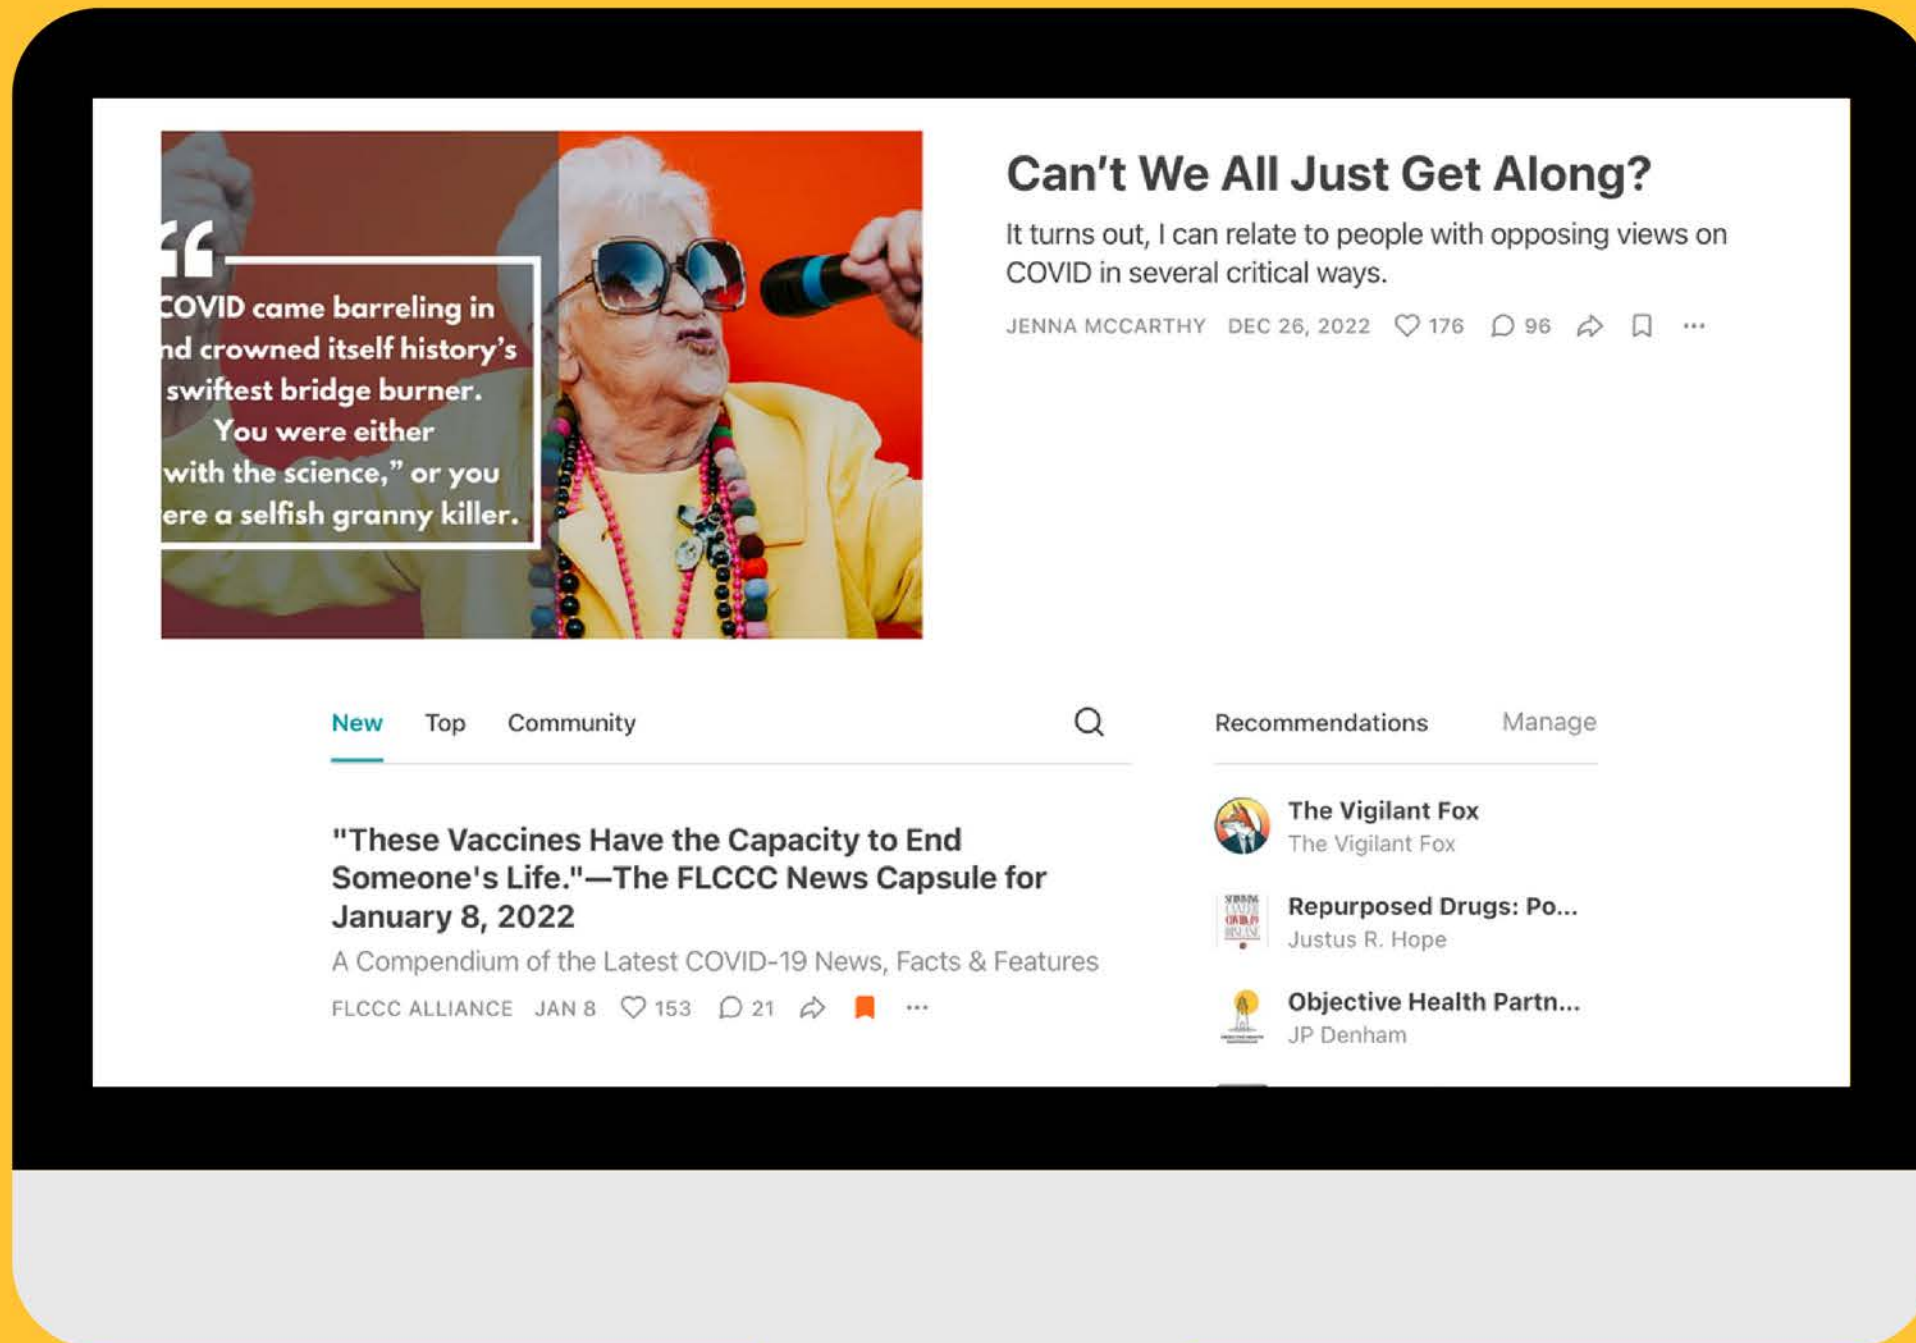 “
COVID came barreling in
nd crowned itself history’s
swiftest bridge burner.
You were either
with the science,” or you
ere a selfish granny killer.
Can’t We All Just Get Along?
It turns out, I can relate to people with opposing views on
COVID in several critical ways.
JENNA MCCARTHY DEC 26, 2022 176 96 ...
New Top Community
"These Vaccines Have the Capacity to End
Someone's Life."—The FLCCC News Capsule for
January 8, 2022
A Compendium of the Latest COVID-19 News, Facts & Features
FLCCC ALLIANCE JAN 8 153 21 ...
Recommendations Manage
The Vigilant Fox
The Vigilant Fox
Repurposed Drugs: Po...
Justus R. Hope
Objective Health Partn...
JP Denham